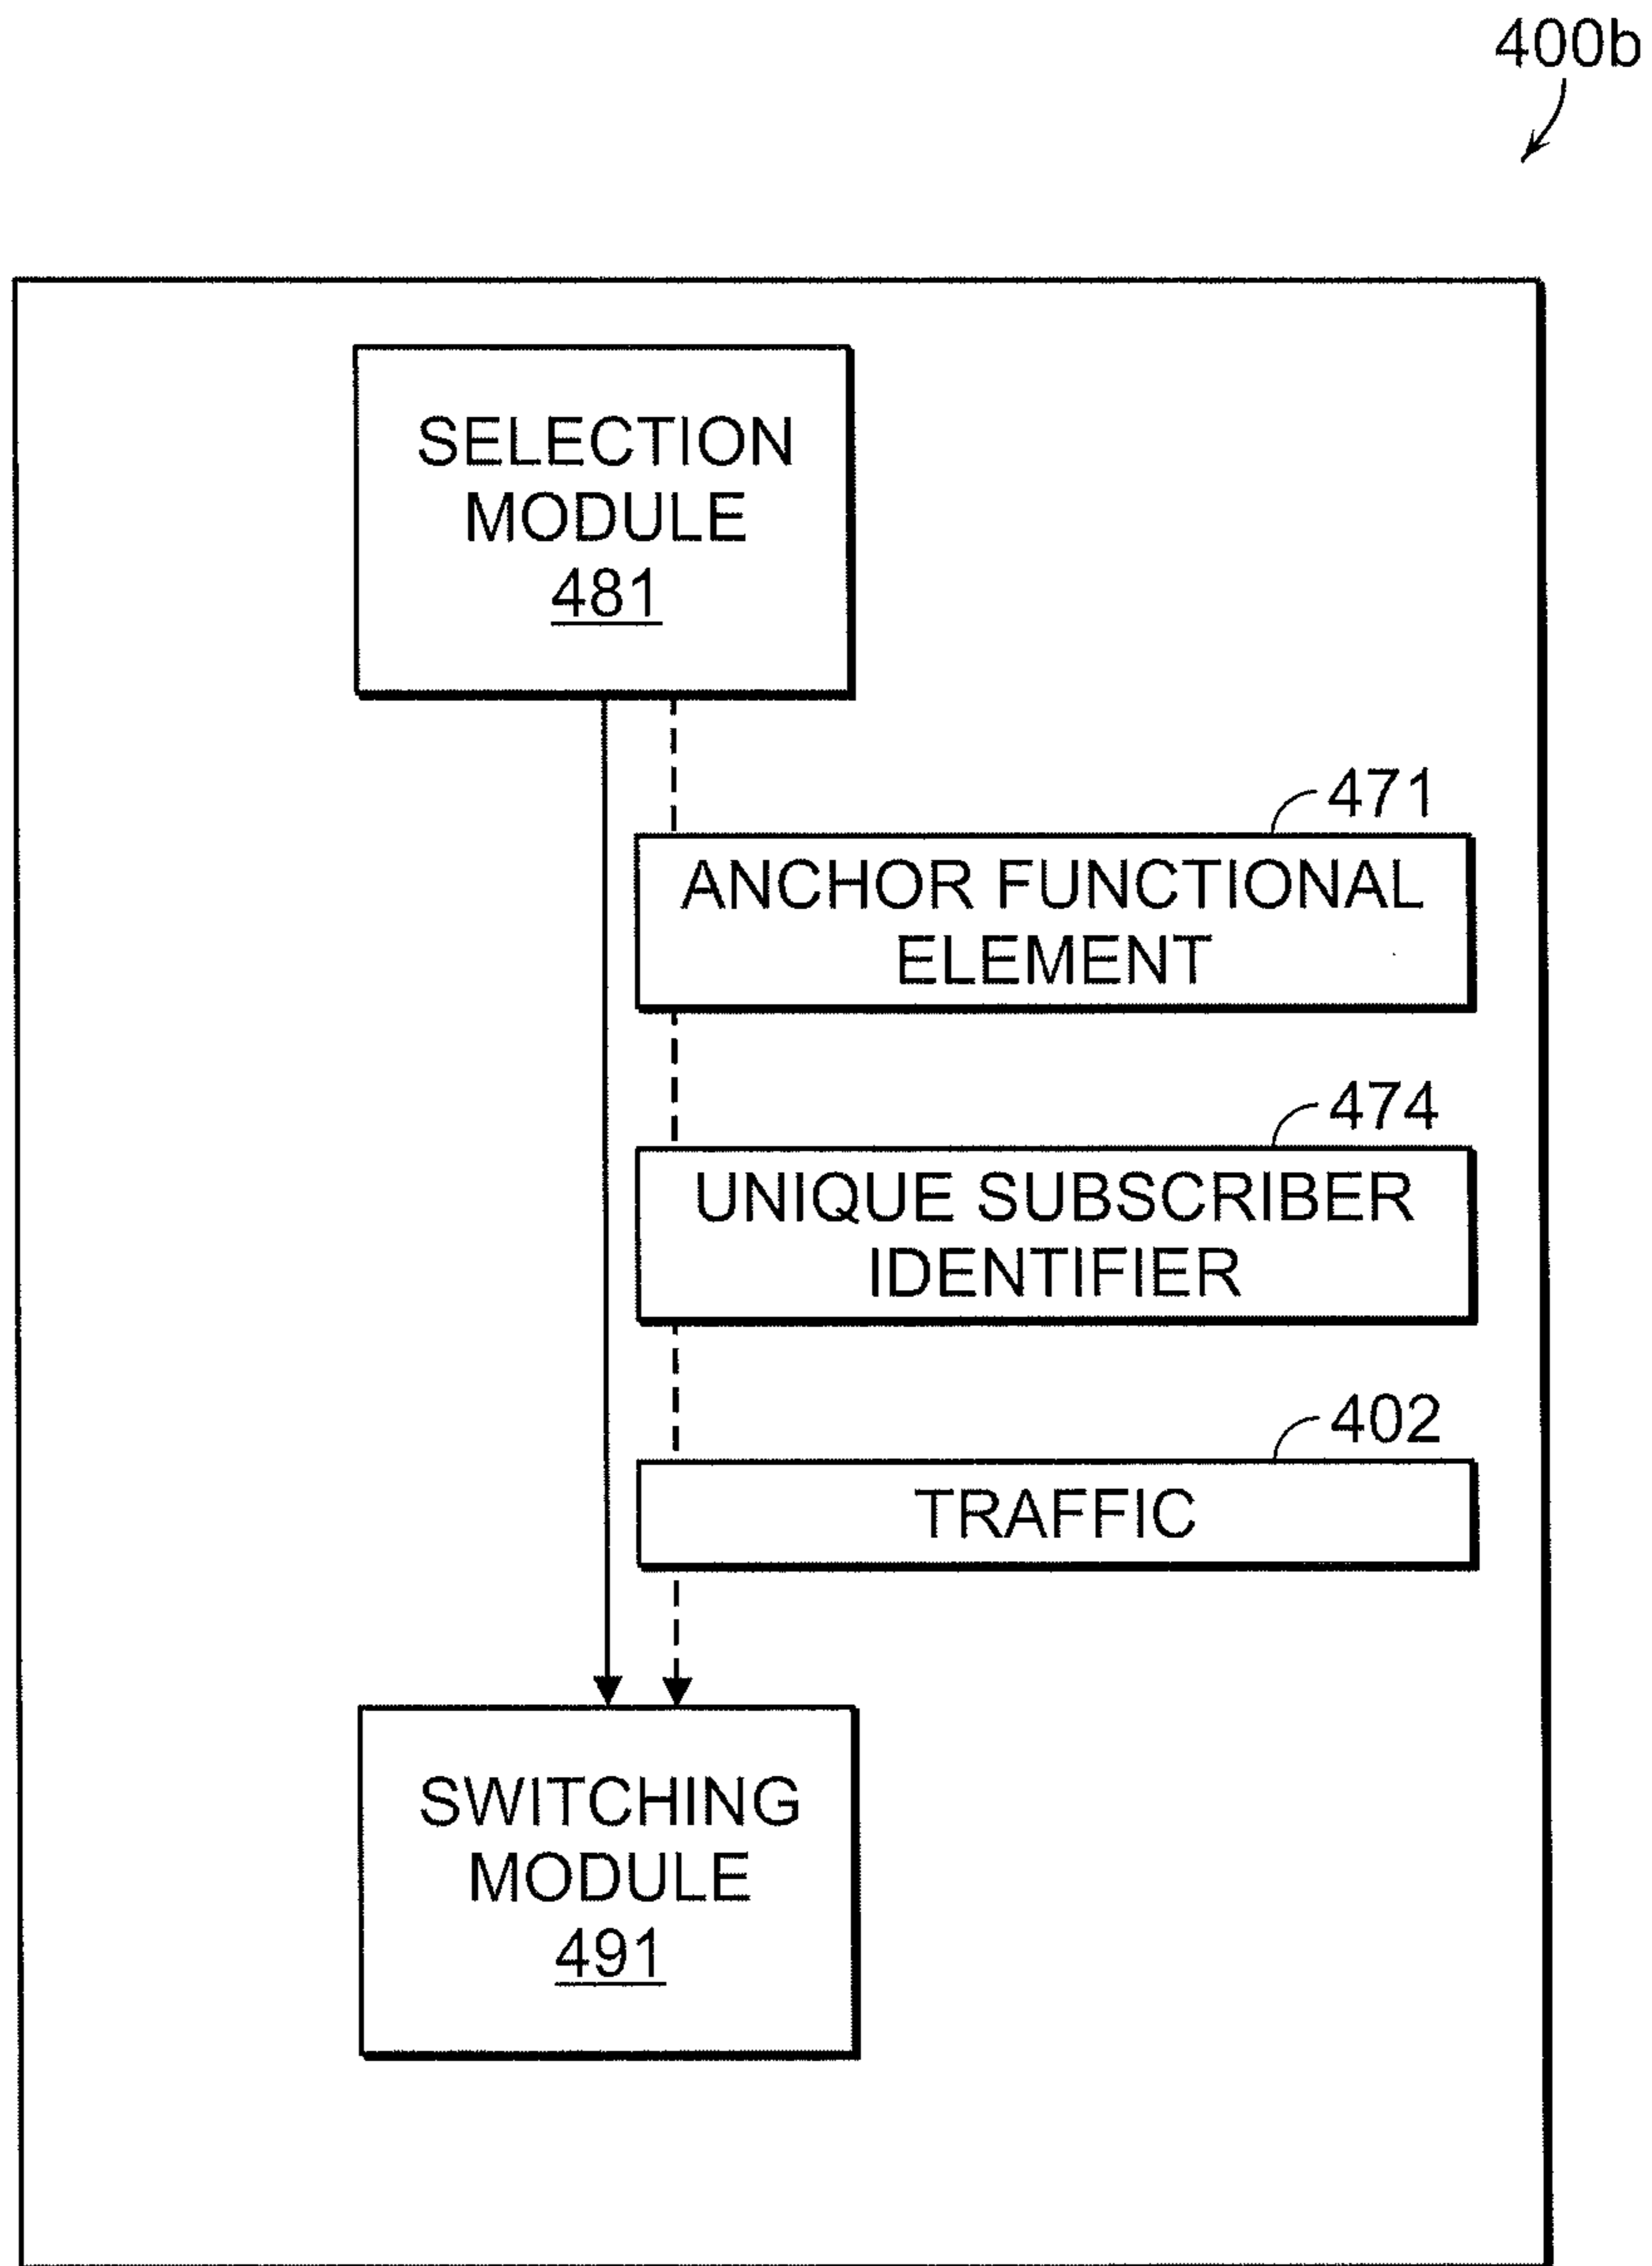 400b
SELECTION
MODULE
481
471
ANCHOR FUNCTIONAL
ELEMENT
474
UNIQUE SUBSCRIBER
IDENTIFIER
402
TRAFFIC
SWITCHING
MODULE
491